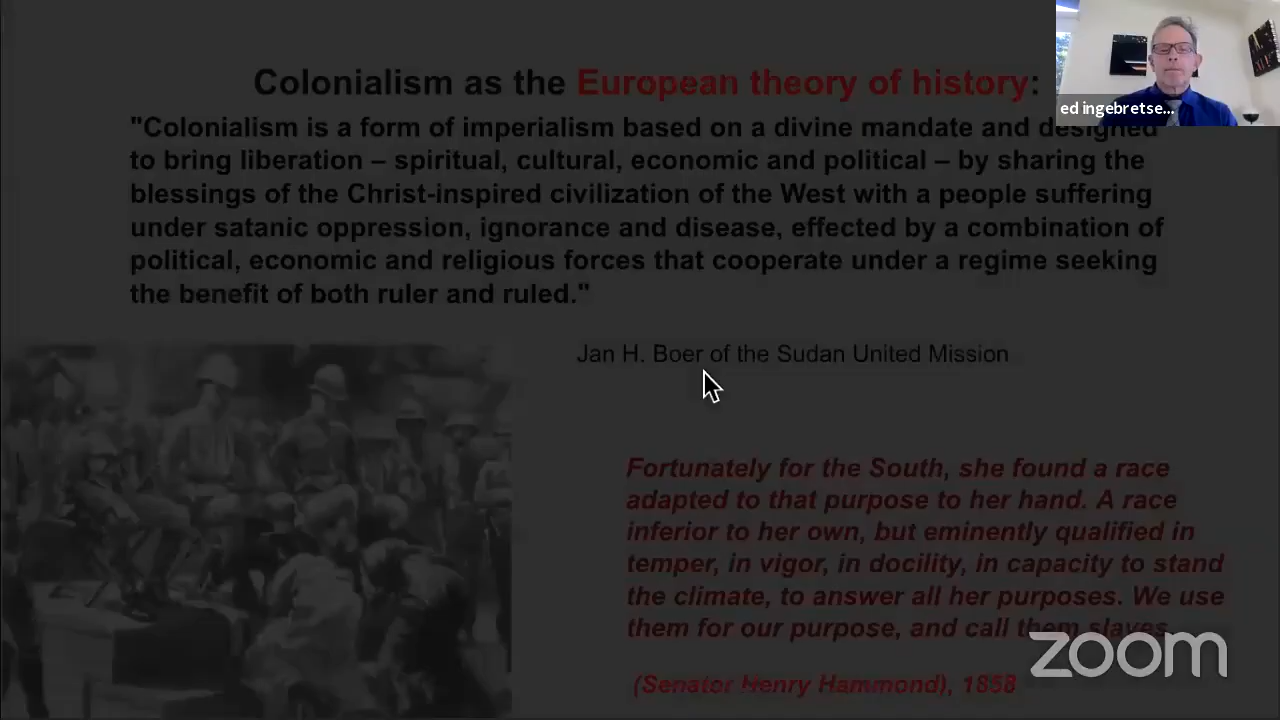 Colonialism as the European theory of history:
ed ingebretse...
"Colonialism is a form of imperialism based on a divine mandate and designed
to bring liberation – spiritual, cultural, economic and political – by sharing the
blessings of the Christ-inspired civilization of the West with a people suffering
under satanic oppression, ignorance and disease, effected by a combination of
political, economic and religious forces that cooperate under a regime seeking
the benefit of both ruler and ruled."
Jan H. Boer of the Sudan United Mission
Fortunately for the South, she found a race
adapted to that purpose to her hand. A race
inferior to her own, but eminently qualified in
temper, in vigor, in docility, in capacity to stand
the climate, to answer all her purposes. We use
them for our purpose, and call them slaves
zoom
(Senator Henry Hammond), 1858